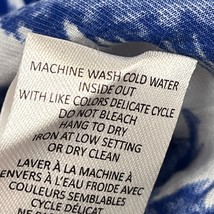 MACHINE WASH COLD WATER
INSIDE OUT
WITH LIKE COLORS DELICATE CYCLE
DO NOT BLEACH
HANG TO DRY
IRON AT LOW SETTING
OR DRY CLEAN
LAVER À LA MACHINE À
ENVERS À L'EAU FROIDE AVEC
COULEURS SEMBLABLES
CYCLE DÉLICAT